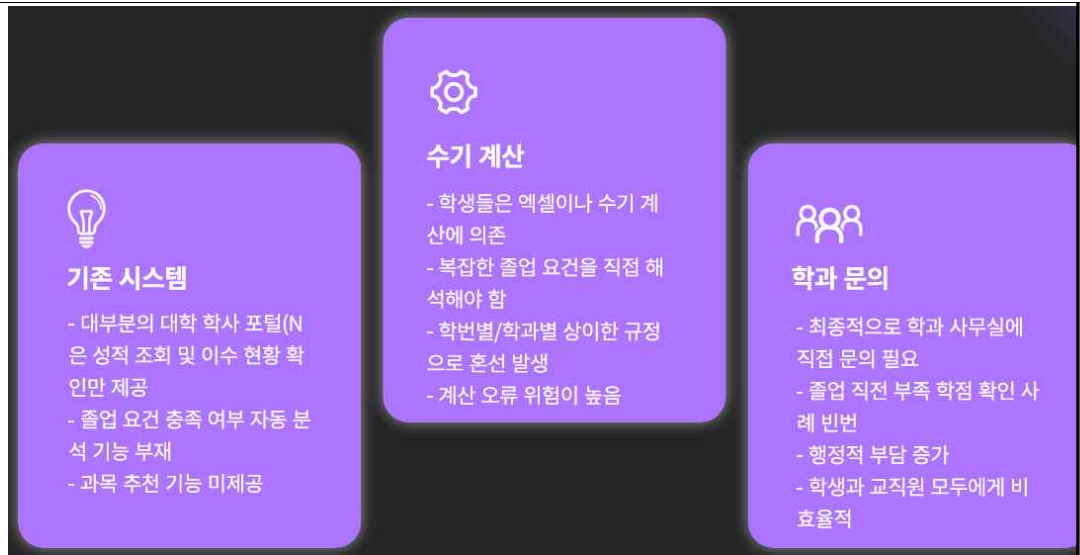 기존 시스템
- 대부분의 대학 학사 포털(N
은 성적 조회 및 이수 현황 확
인만 제공
- 졸업 요건 충족 여부 자동 분
석 기능 부재
- 과목 추천 기능 미제공
수기 계산
- 학생들은 엑셀이나 수기 계
산에 의존
- 복잡한 졸업 요건을 직접 해
석해야 함
- 학번별/학과별 상이한 규정
으로 혼선 발생
- 계산 오류 위험이 높음
학과 문의
- 최종적으로 학과 사무실에
직접 문의 필요
- 졸업 직전 부족 학점 확인 사
례 빈번
- 행정적 부담 증가
- 학생과 교직원 모두에게 비
효율적